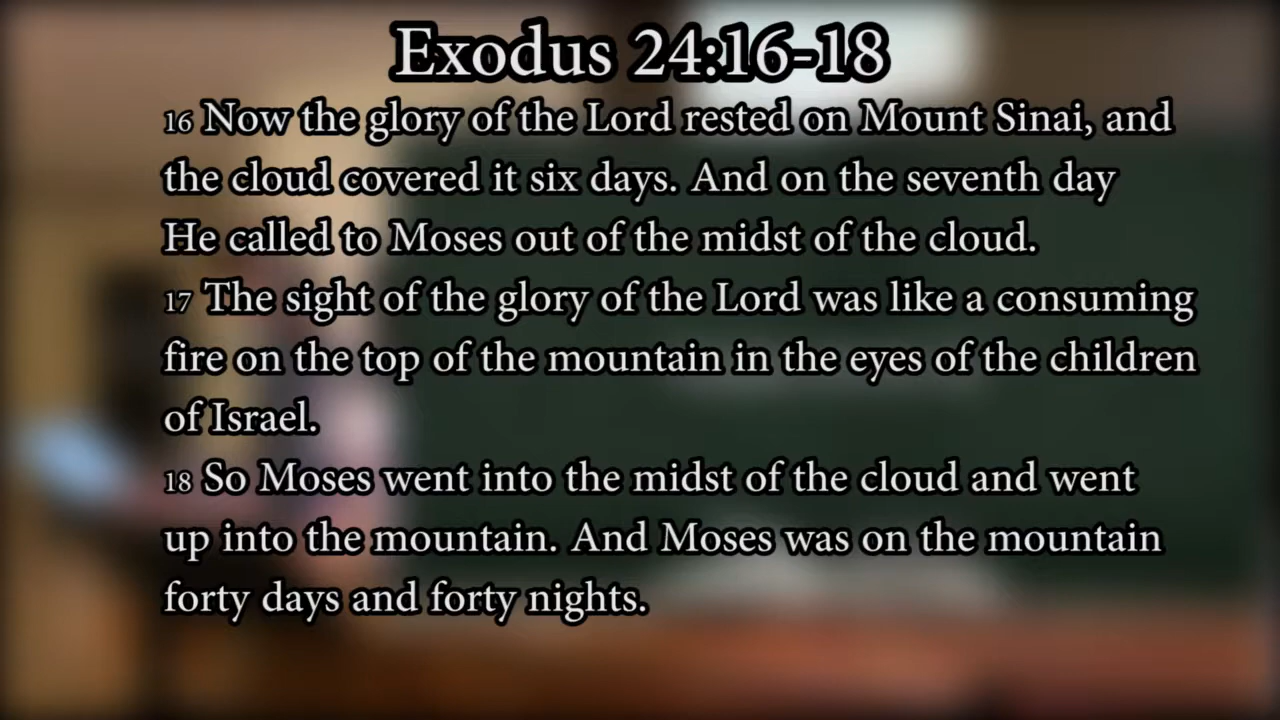 Exodus 24:16-18
16 Now the glory of the Lord rested on Mount Sinai, and
the cloud covered it six days. And on the seventh day
He called to Moses out of the midst of the cloud.
17 The sight of the glory of the Lord was like a consuming
fire on the top of the mountain in the eyes of the children
of Israel.
18 So Moses went into the midst of the cloud and went
up into the mountain. And Moses was on the mountain
forty days and forty nights.